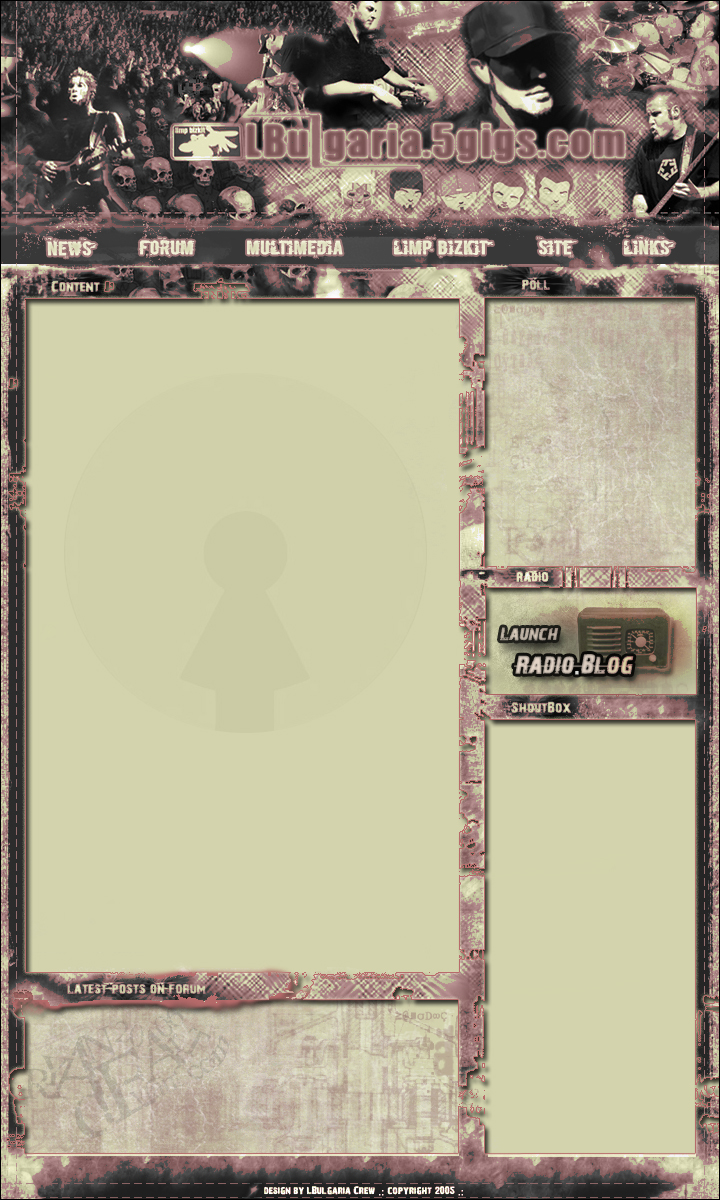 limp bizkit
LBulgaria.5gigs.com
NEWS FORUM MULTIMEDIA LIMP BIZKIT SITE LINKS
CONTENT
POLL
RADIO
LAUNCH
RADIO.BLOG
SHOUTBOX
LATEST POSTS ON FORUM
DESIGN BY LBULGARIA CREW .: COPYRIGHT 2005 .: